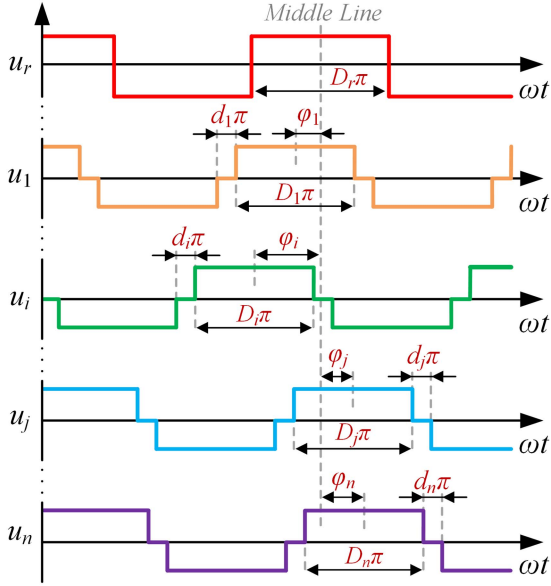 Middle Line
u_r D_rπ ωt
d_1π φ_1
u_1 D_1π ωt
d_iπ φ_i
u_i D_iπ ωt
φ_j d_jπ
u_j D_jπ ωt
φ_n d_nπ
u_n D_nπ ωt